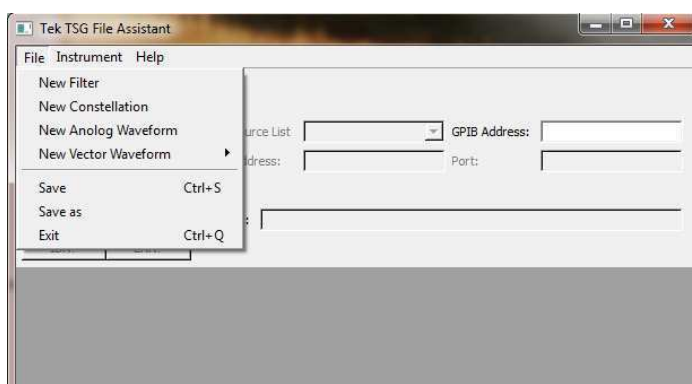 Tek TSG File Assistant
File Instrument Help
New Filter
New Constellation
New Anolog Waveform
New Vector Waveform
Save Ctrl+S
Save as
Exit Ctrl+Q
urce List
GPIB Address:
ddress:
Port:
: